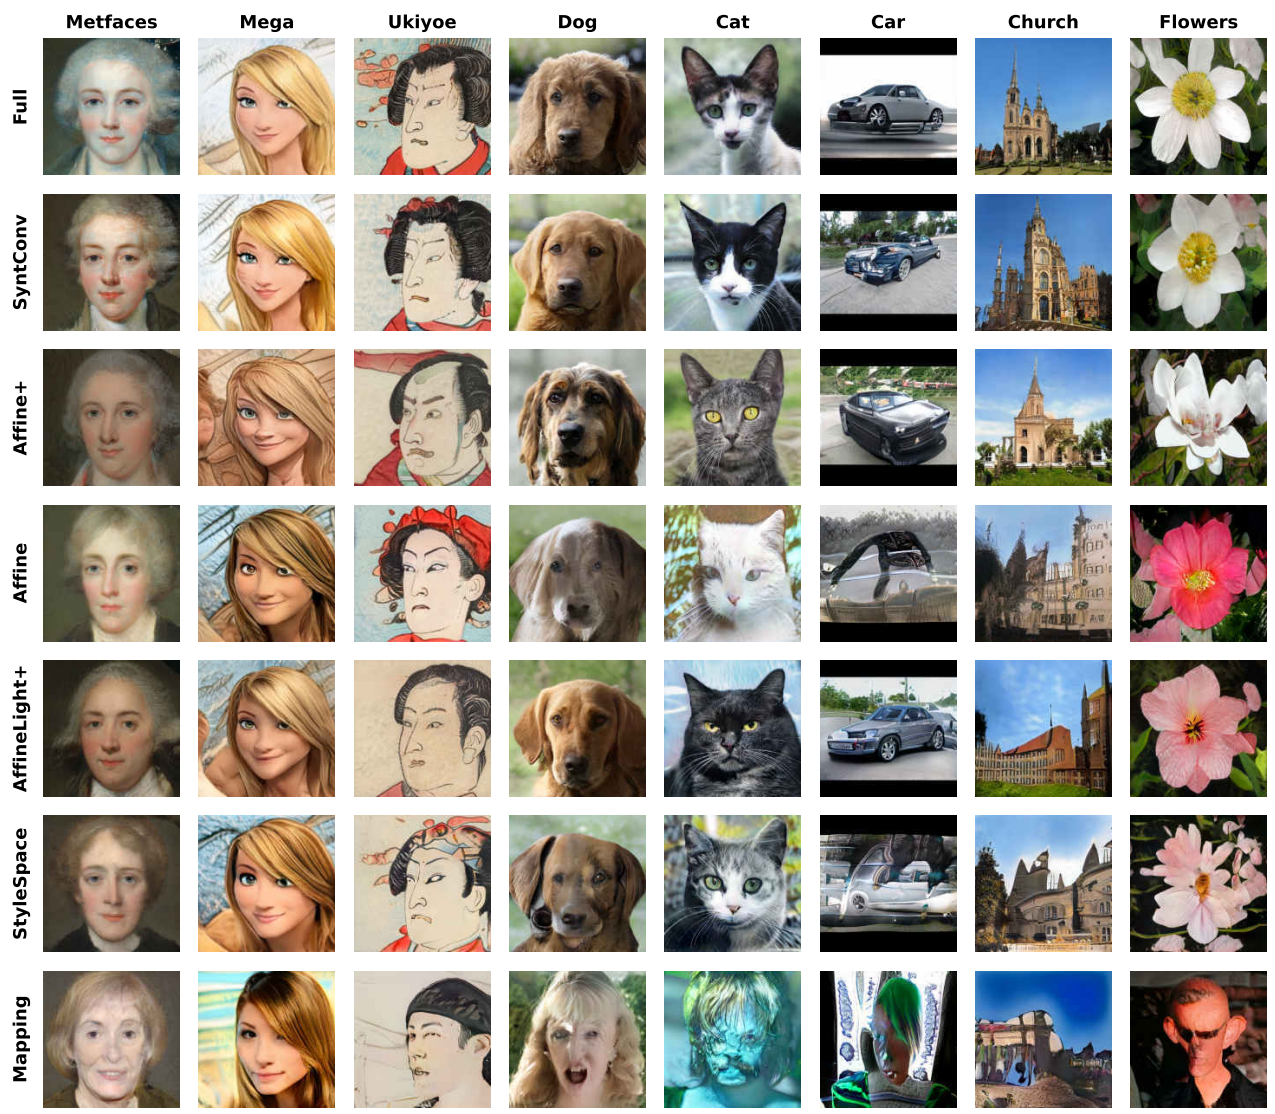 Metfaces Mega Ukiyoe Dog Cat Car Church Flowers
Full
SyntConv
Affine+
Affine
AffineLight+
StyleSpace
Mapping